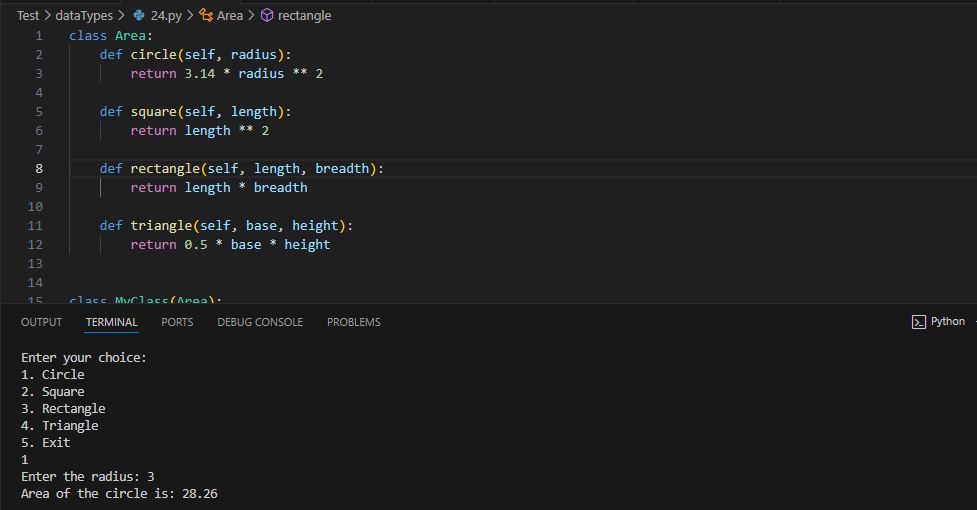 Test > dataTypes > 24.py > Area > rectangle
1 class Area:
2     def circle(self, radius):
3         return 3.14 * radius ** 2
4
5     def square(self, length):
6         return length ** 2
7
8     def rectangle(self, length, breadth):
9         return length * breadth
10
11     def triangle(self, base, height):
12         return 0.5 * base * height
13
14
15 class MyClass(Area):
OUTPUT TERMINAL PORTS DEBUG CONSOLE PROBLEMS Python
Enter your choice:
1. Circle
2. Square
3. Rectangle
4. Triangle
5. Exit
1
Enter the radius: 3
Area of the circle is: 28.26